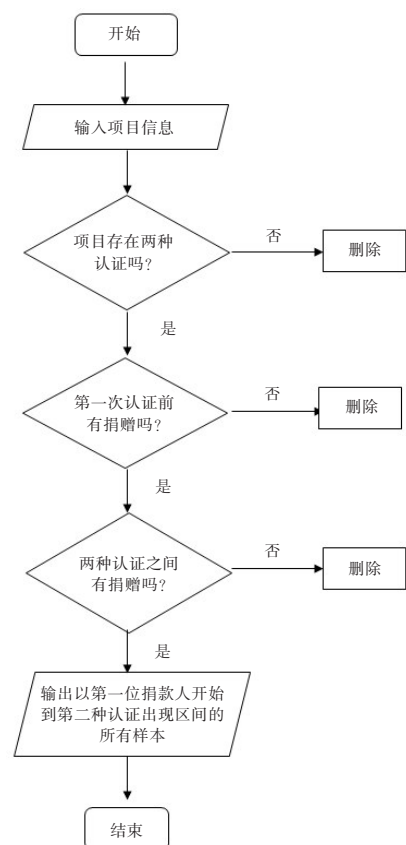 开始
输入项目信息
项目存在两种
认证吗?
否
删除
是
第一次认证前
有捐赠吗?
否
删除
是
两种认证之间
有捐赠吗?
否
删除
是
输出以第一位捐款人开始
到第二种认证出现区间的
所有样本
结束